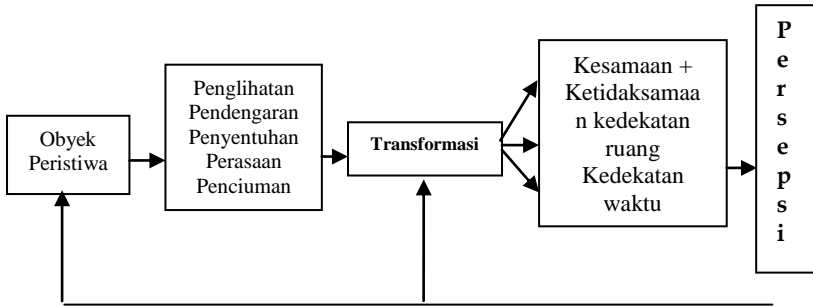 Obyek
Peristiwa
Penglihatan
Pendengaran
Penyentuhan
Perasaan
Penciuman
Transformasi
Kesamaan +
Ketidaksamaa
n kedekatan
ruang
Kedekatan
waktu
P
e
r
s
e
p
s
i